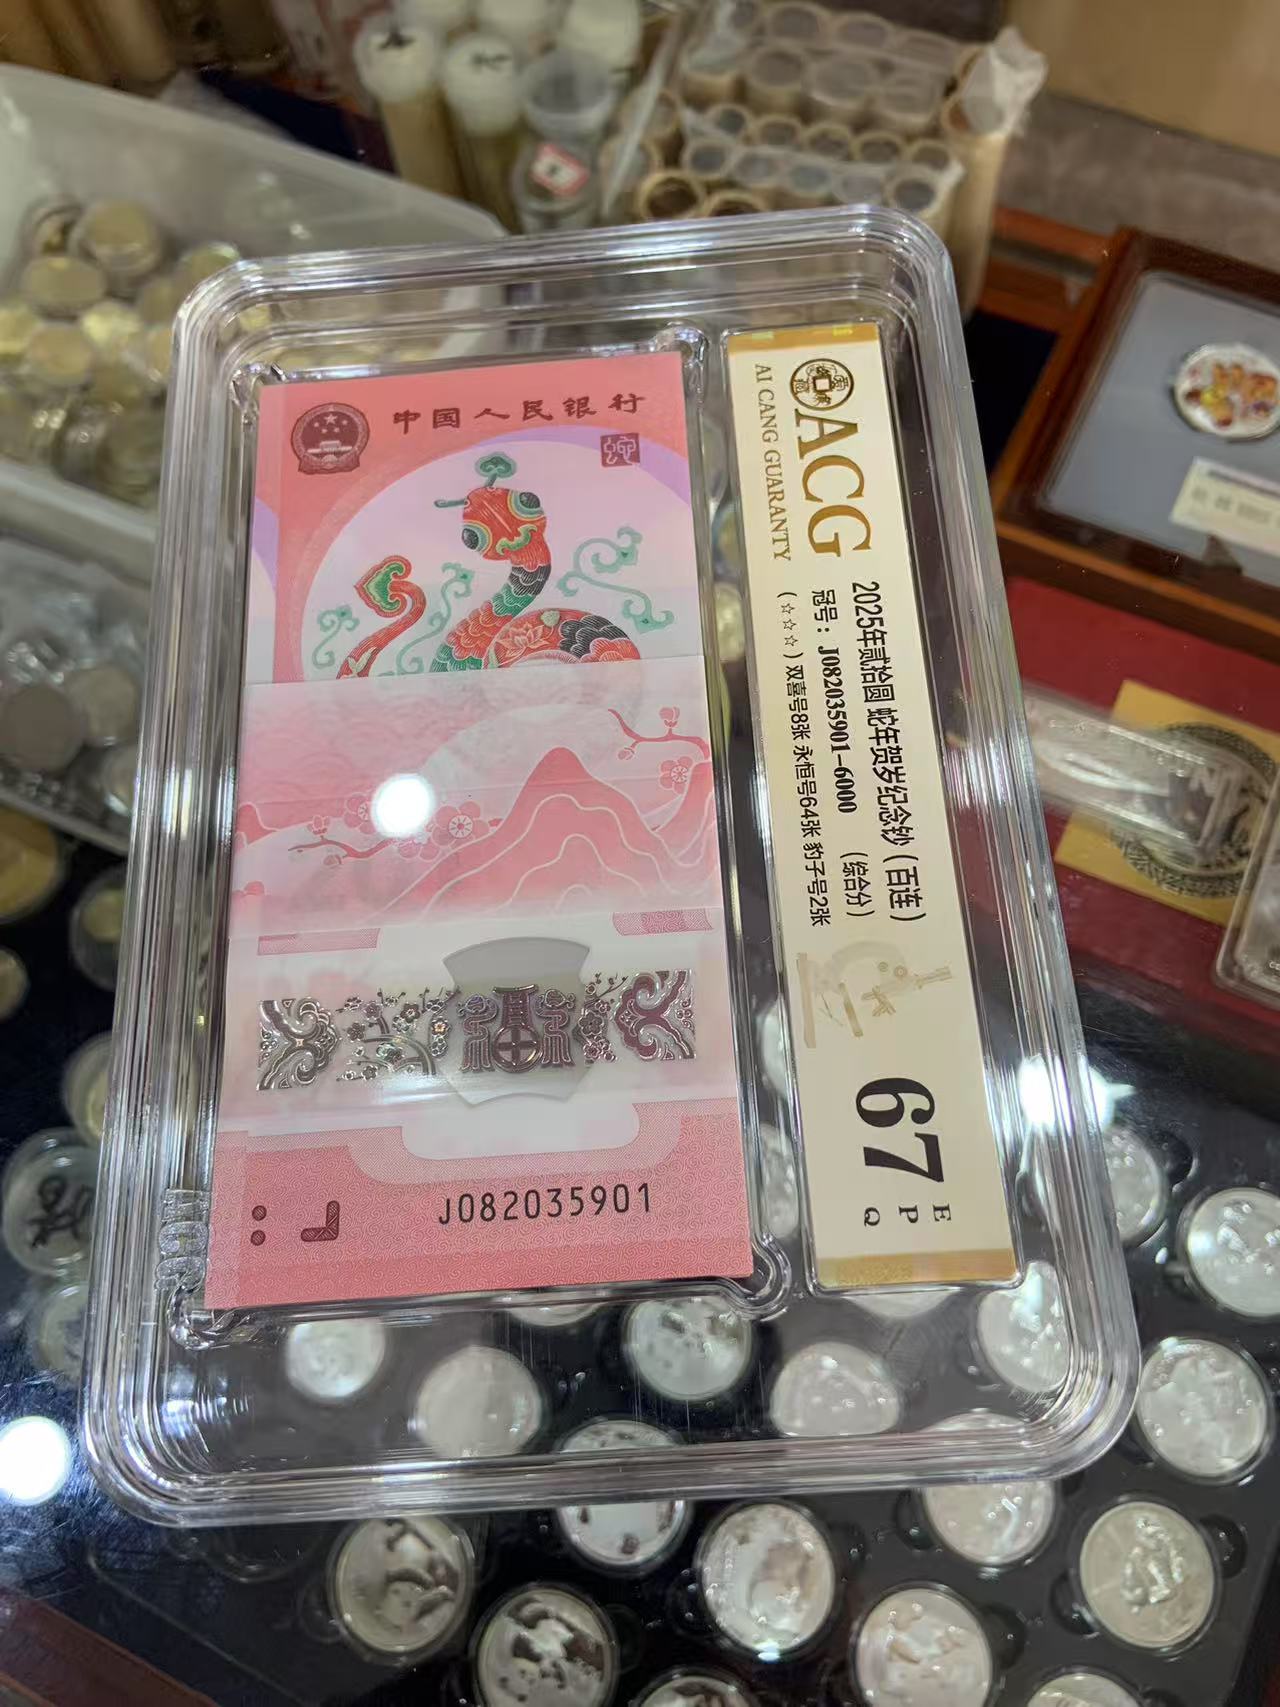 中国人民银行
蛇
福
J082035901
ACG
AI CANG GUARANTY
2025年贰拾圆 蛇年贺岁纪念钞（百连）
冠号：J082035901-6000 （综合分）
（☆☆☆）双喜号8张 永恒号64张 豹子号2张
67
E
P
Q
ACG